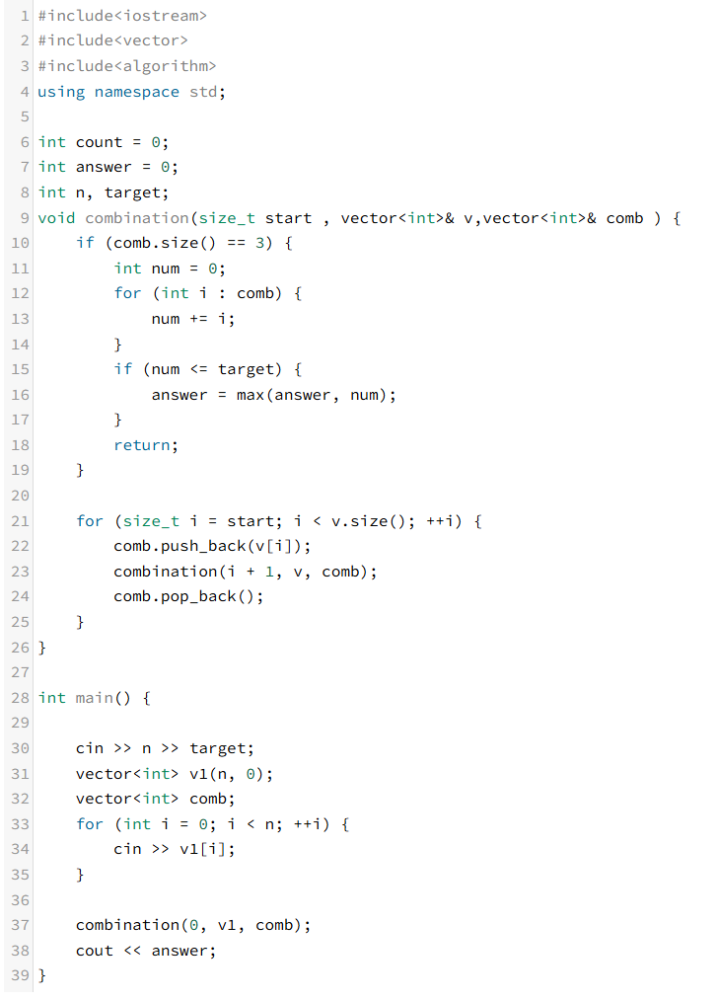 1 #include<iostream>
2 #include<vector>
3 #include<algorithm>
4 using namespace std;
5
6 int count = 0;
7 int answer = 0;
8 int n, target;
9 void combination(size_t start , vector<int>& v,vector<int>& comb ) {
10     if (comb.size() == 3) {
11         int num = 0;
12         for (int i : comb) {
13             num += i;
14         }
15         if (num <= target) {
16             answer = max(answer, num);
17         }
18         return;
19     }
20
21     for (size_t i = start; i < v.size(); ++i) {
22         comb.push_back(v[i]);
23         combination(i + 1, v, comb);
24         comb.pop_back();
25     }
26 }
27
28 int main() {
29
30     cin >> n >> target;
31     vector<int> v1(n, 0);
32     vector<int> comb;
33     for (int i = 0; i < n; ++i) {
34         cin >> v1[i];
35     }
36
37     combination(0, v1, comb);
38     cout << answer;
39 }